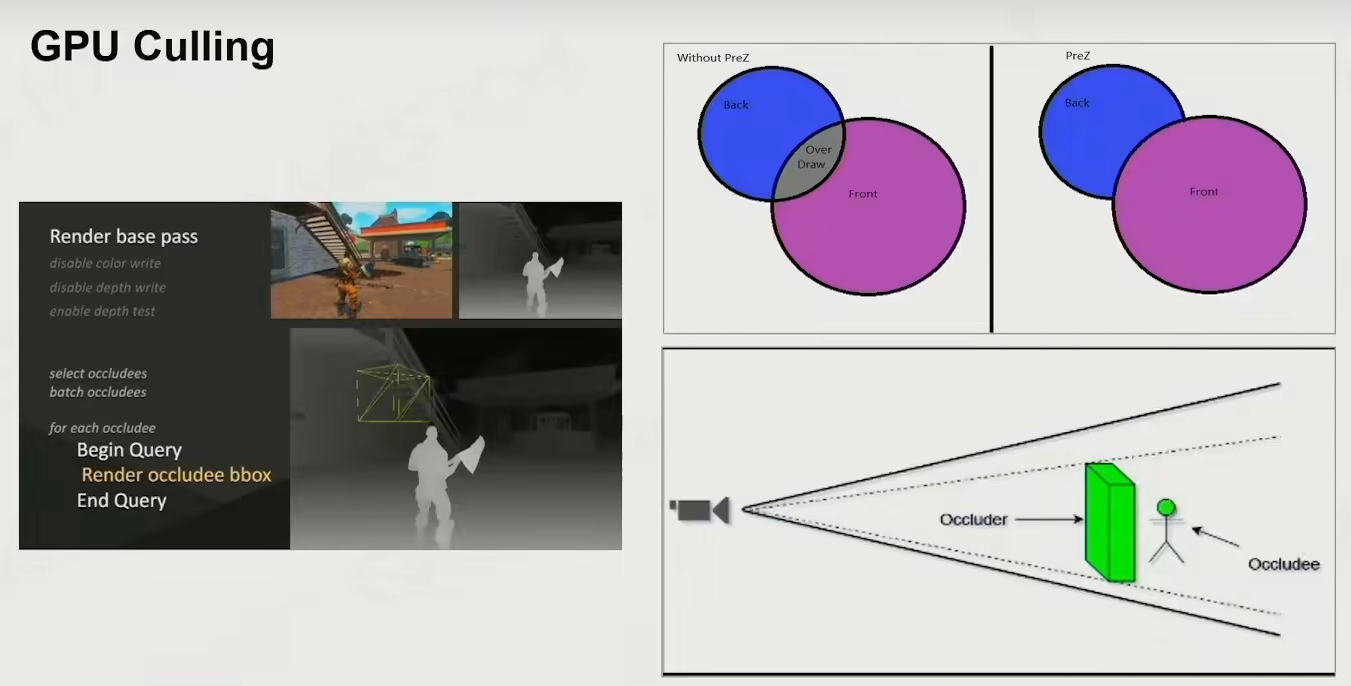 GPU Culling
Render base pass
disable color write
disable depth write
enable depth test
select occludees
batch occludees
for each occludee
Begin Query
Render occludee bbox
End Query
Without PreZ
Back
Over
Draw
Front
PreZ
Back
Front
Occluder
Occludee